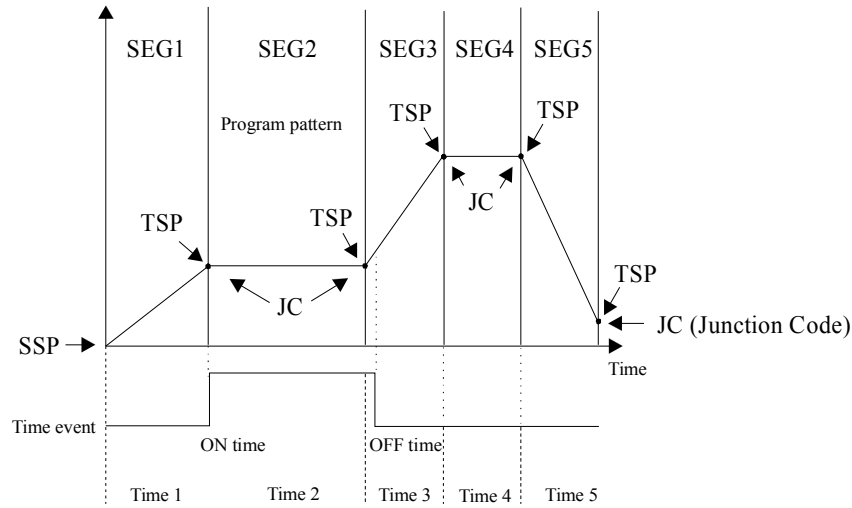 SEG1 SEG2 SEG3 SEG4 SEG5
TSP TSP
Program pattern
JC
TSP TSP
TSP
JC
JC (Junction Code)
SSP
Time
Time event
ON time OFF time
Time 1 Time 2 Time 3 Time 4 Time 5